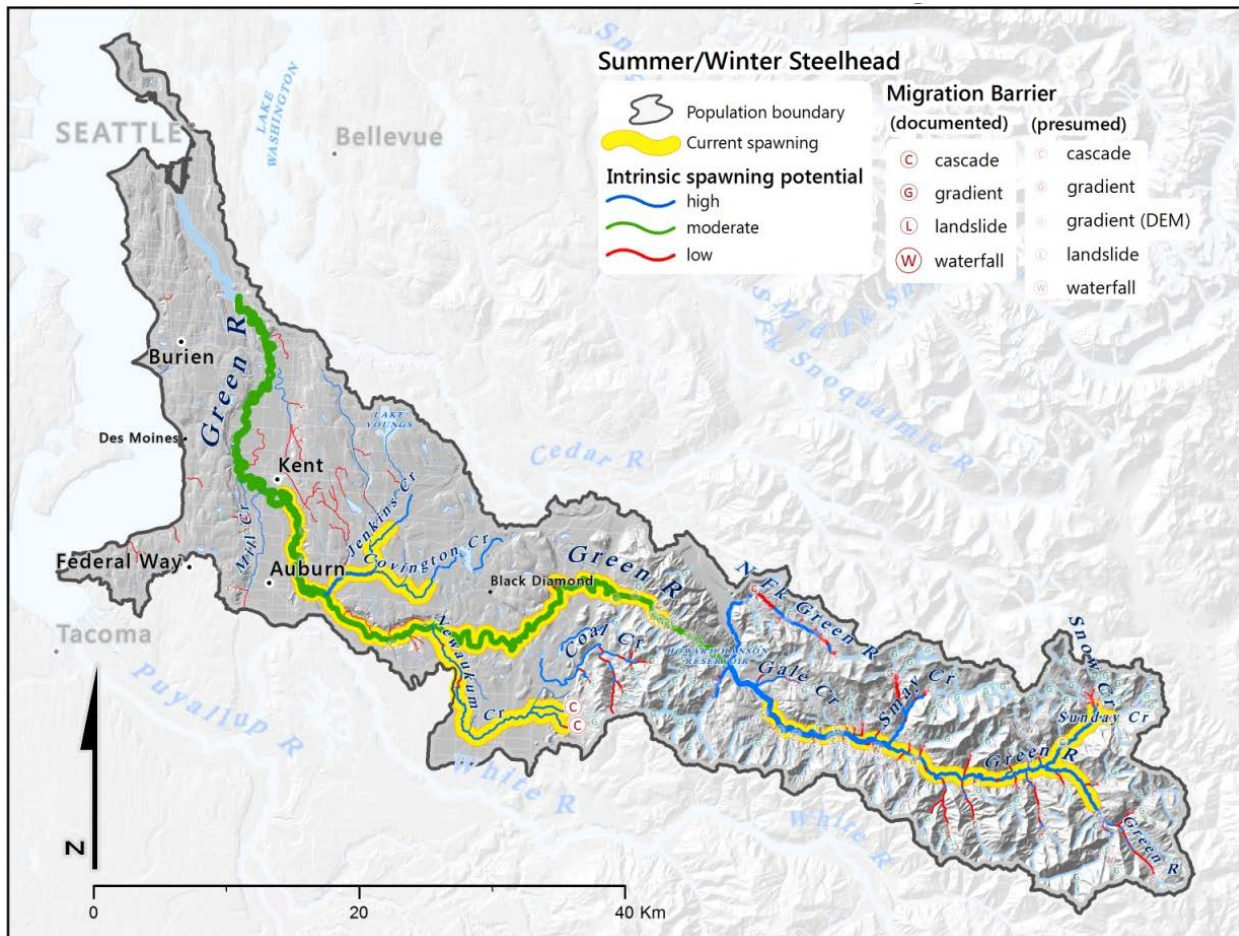 Summer/Winter Steelhead
Population boundary
Current spawning
Intrinsic spawning potential
high
moderate
low
Migration Barrier
(documented)
(presumed)
C cascade
G gradient
L landslide
W waterfall
C cascade
G gradient
G gradient (DEM)
L landslide
W waterfall
SEATTLE
LAKE
WASHINGTON
Bellevue
Mid Fk
S Fk Snoqualmie R
Green R
Burien
Des Moines
LAKE
YOUNGS
Cedar R
Kent
Mill Cr
Jenkins Cr
Covington Cr
Federal Way
Auburn
Black Diamond
Green R
N Fk Green R
Tacoma
Newaukum Cr
Coal Cr
HOWARD HANSON
RESERVOIR
Gale Cr
Smay Cr
Snow Cr
Sunday Cr
Green R
Green R
C
C
Puyallup R
White R
White R
N
0 20 40 Km